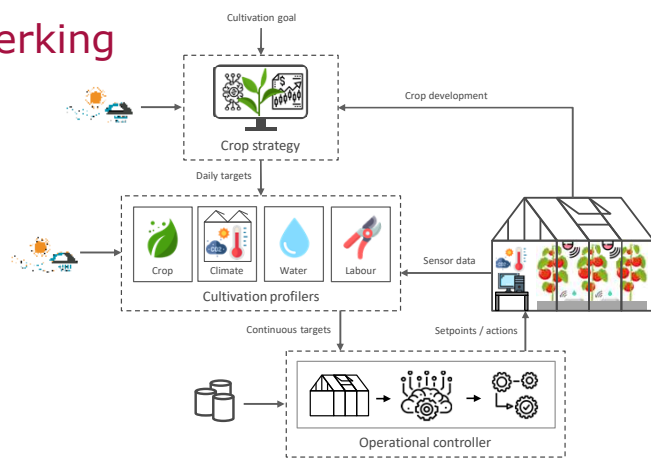 erking
Cultivation goal
Crop development
Crop strategy
Daily targets
CO2
Crop
Climate
Water
Labour
Sensor data
Cultivation profilers
Continuous targets
Setpoints / actions
Operational controller